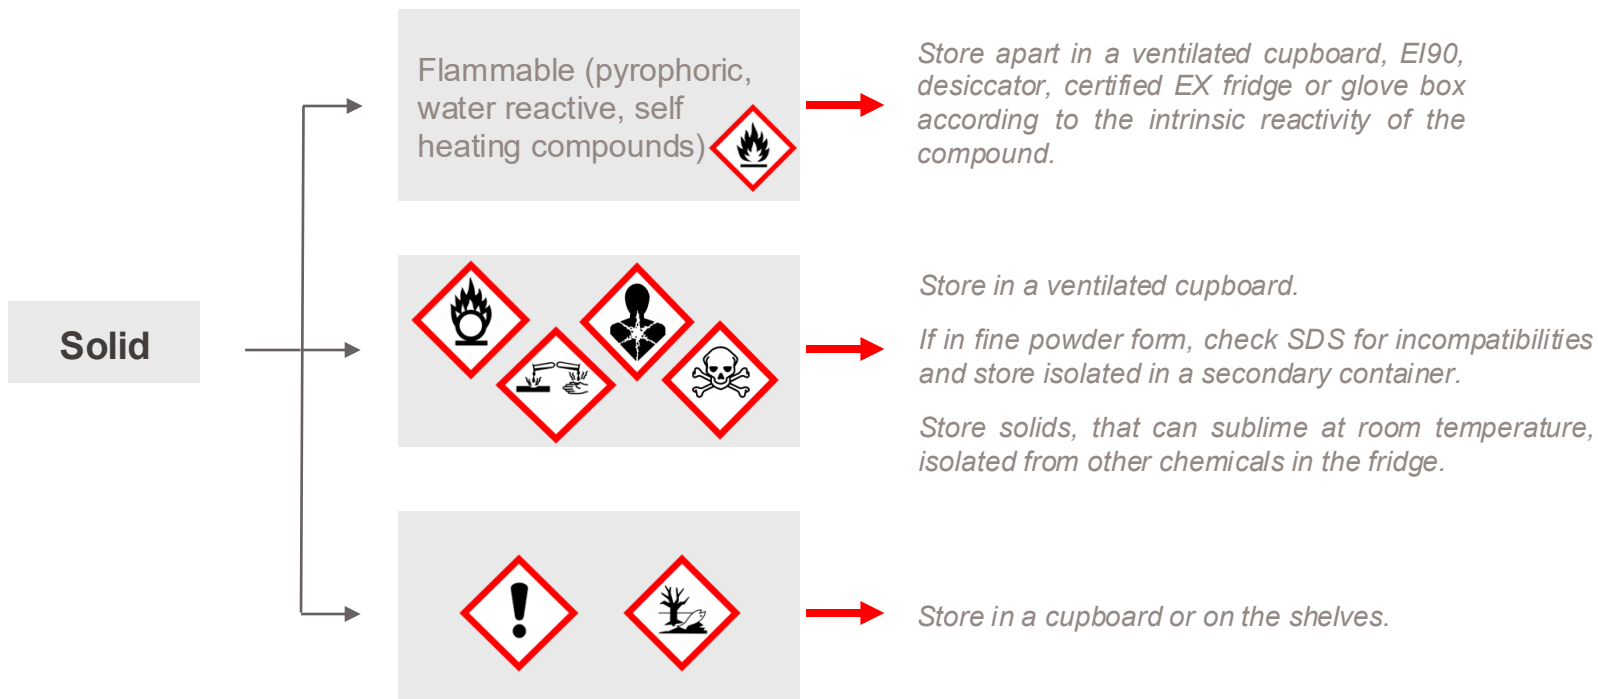 Solid
Flammable (pyrophoric,
water reactive, self
heating compounds)
Store apart in a ventilated cupboard, EI90,
desiccator, certified EX fridge or glove box
according to the intrinsic reactivity of the
compound.
Store in a ventilated cupboard.
If in fine powder form, check SDS for incompatibilities
and store isolated in a secondary container.
Store solids, that can sublime at room temperature,
isolated from other chemicals in the fridge.
Store in a cupboard or on the shelves.